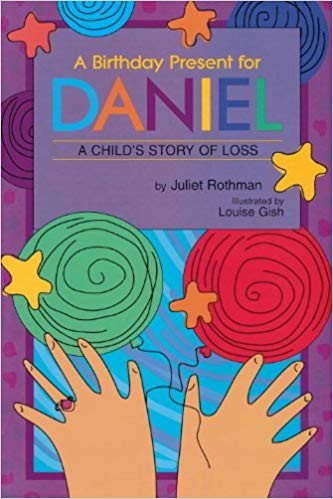 A Birthday Present for
DANIEL
A CHILD'S STORY OF LOSS
by Juliet Rothman
Illustrated by
Louise Gish